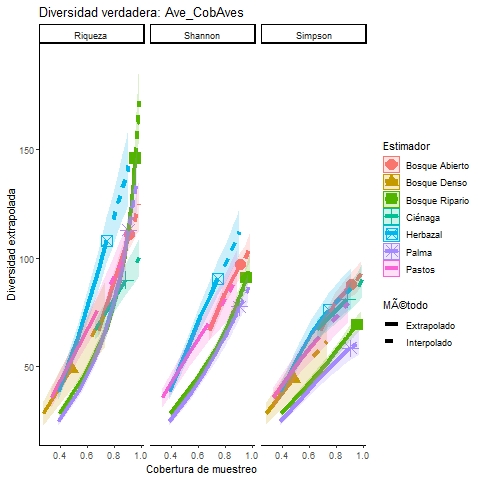 Diversidad verdadera: Ave_CobAves
Riqueza
Shannon
Simpson
Diversidad extrapolada
150
100
50
0.4 0.6 0.8 1.0
0.4 0.6 0.8 1.0
0.4 0.6 0.8 1.0
Cobertura de muestreo
Estimador
Bosque Abierto
Bosque Denso
Bosque Ripario
Ciénaga
Herbazal
Palma
Pastos
MÃ©todo
Extrapolado
Interpolado